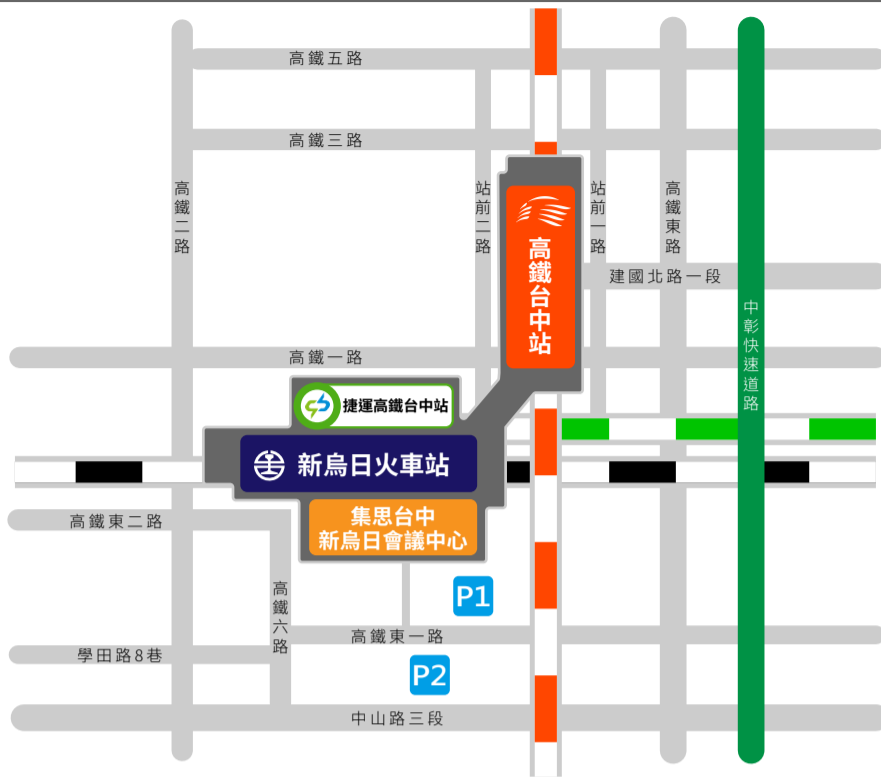 高鐵五路
高鐵三路
高鐵二路
站前二路
站前一路
高鐵東路
高鐵台中站
建國北路一段
中彰快速道路
高鐵一路
捷運高鐵台中站
新烏日火車站
集思台中
新烏日會議中心
高鐵東二路
高鐵六路
P1
高鐵東一路
學田路8巷
P2
中山路三段